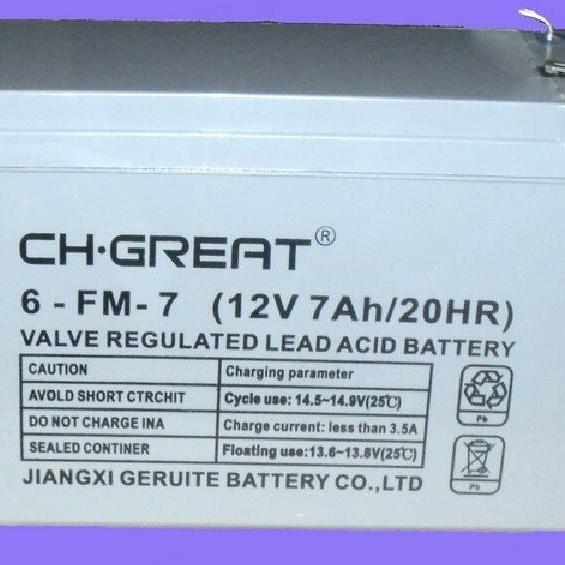 CH·GREAT®
6 - FM- 7 (12V 7Ah/20HR)
VALVE REGULATED LEAD ACID BATTERY
CAUTION Charging parameter
AVOLD SHORT CTRCHIT Cycle use: 14.5~14.9V(25℃)
DO NOT CHARGE INA Charge current: less than 3.5A
SEALED CONTINER Floating use:13.6~13.8V(25℃)
Pb
Pb
JIANGXI GERUITE BATTERY CO.,LTD